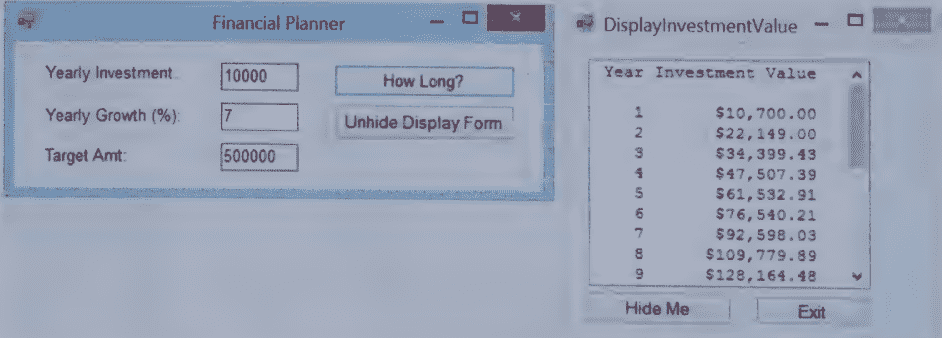 Financial Planner
Yearly Investment
10000
How Long?
Yearly Growth (%):
7
Unhide Display Form
Target Amt:
500000
DisplayInvestmentValue
Year Investment Value
1 $10,700.00
2 $22,149.00
3 $34,399.43
4 $47,507.39
5 $61,532.91
6 $76,540.21
7 $92,598.03
8 $109,779.89
9 $128,164.48
Hide Me
Exit